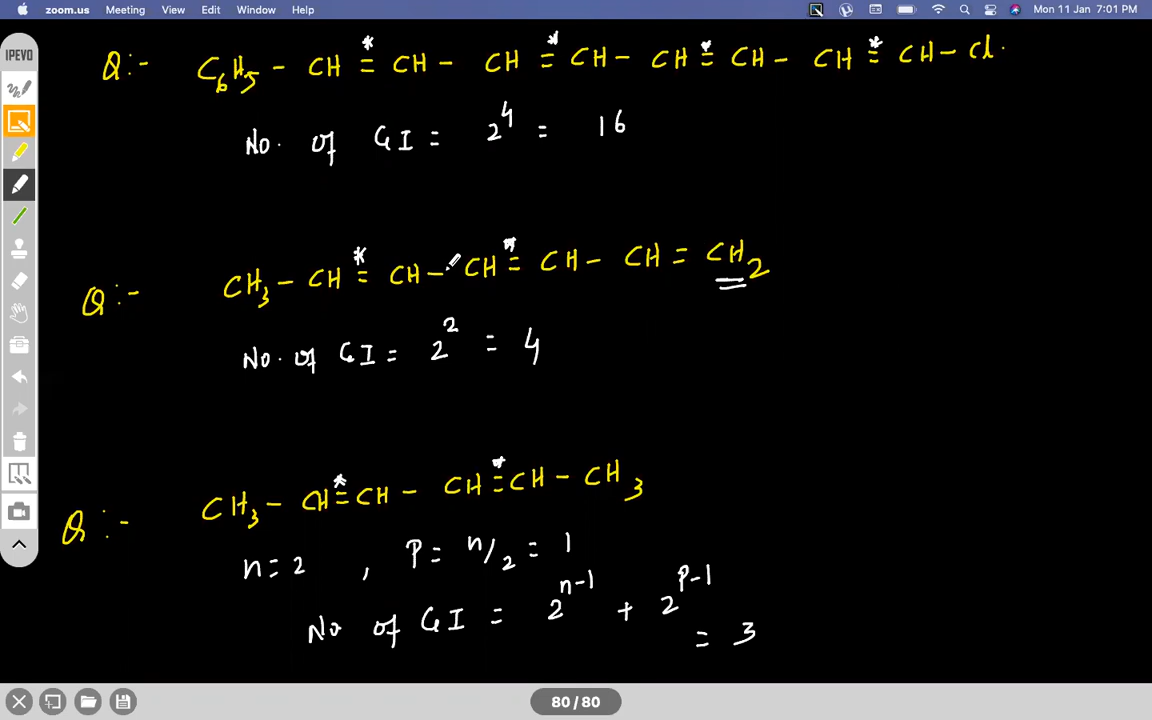 zoom.us Meeting View Edit Window Help Mon 11 Jan 7:01 PM
IPEVO
Q:- C6H5 - CH = CH - CH = CH - CH = CH - CH = CH - Cl.
No. of GI = 2^4 = 16
Q:- CH3 - CH = CH - CH = CH - CH = CH2
No. of GI = 2^2 = 4
Q:- CH3 - CH = CH - CH = CH - CH3
n = 2 , P = n/2 = 1
No of GI = 2^n-1 + 2^P-1
= 3
80 / 80